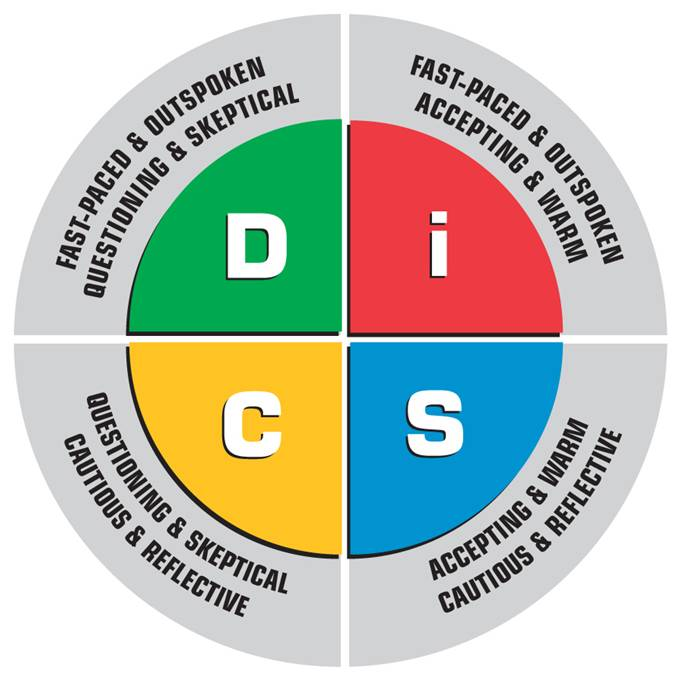 FAST-PACED & OUTSPOKEN
QUESTIONING & SKEPTICAL
D
FAST-PACED & OUTSPOKEN
ACCEPTING & WARM
i
C
QUESTIONING & SKEPTICAL
CAUTIOUS & REFLECTIVE
S
ACCEPTING & WARM
CAUTIOUS & REFLECTIVE